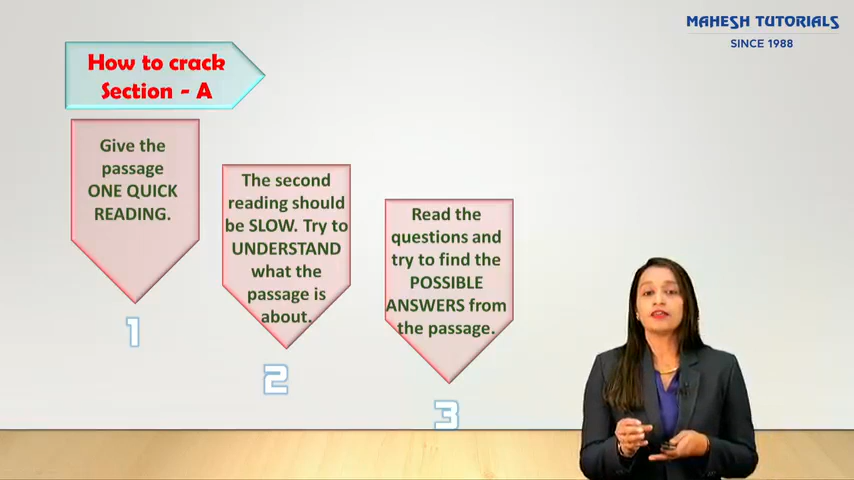 MAHESH TUTORIALS
SINCE 1988
How to crack
Section - A
Give the
passage
ONE QUICK
READING.
1
The second
reading should
be SLOW. Try to
UNDERSTAND
what the
passage is
about.
2
Read the
questions and
try to find the
POSSIBLE
ANSWERS from
the passage.
3